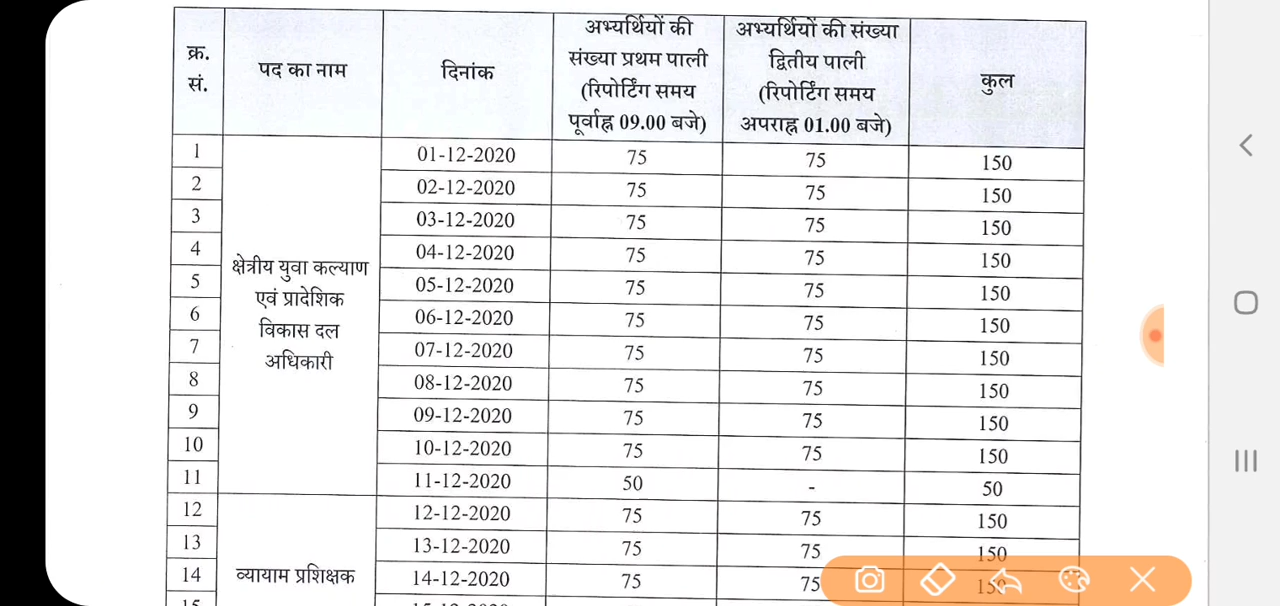 क्र. सं. पद का नाम दिनांक अभ्यर्थियों की संख्या प्रथम पाली (रिपोर्टिंग समय पूर्वाह्न 09.00 बजे) अभ्यर्थियों की संख्या द्वितीय पाली (रिपोर्टिंग समय अपराह्न 01.00 बजे) कुल
1 क्षेत्रीय युवा कल्याण एवं प्रादेशिक विकास दल अधिकारी 01-12-2020 75 75 150
2 02-12-2020 75 75 150
3 03-12-2020 75 75 150
4 04-12-2020 75 75 150
5 05-12-2020 75 75 150
6 06-12-2020 75 75 150
7 07-12-2020 75 75 150
8 08-12-2020 75 75 150
9 09-12-2020 75 75 150
10 10-12-2020 75 75 150
11 11-12-2020 50 - 50
12 व्यायाम प्रशिक्षक 12-12-2020 75 75 150
13 13-12-2020 75 75 150
14 14-12-2020 75 75 150